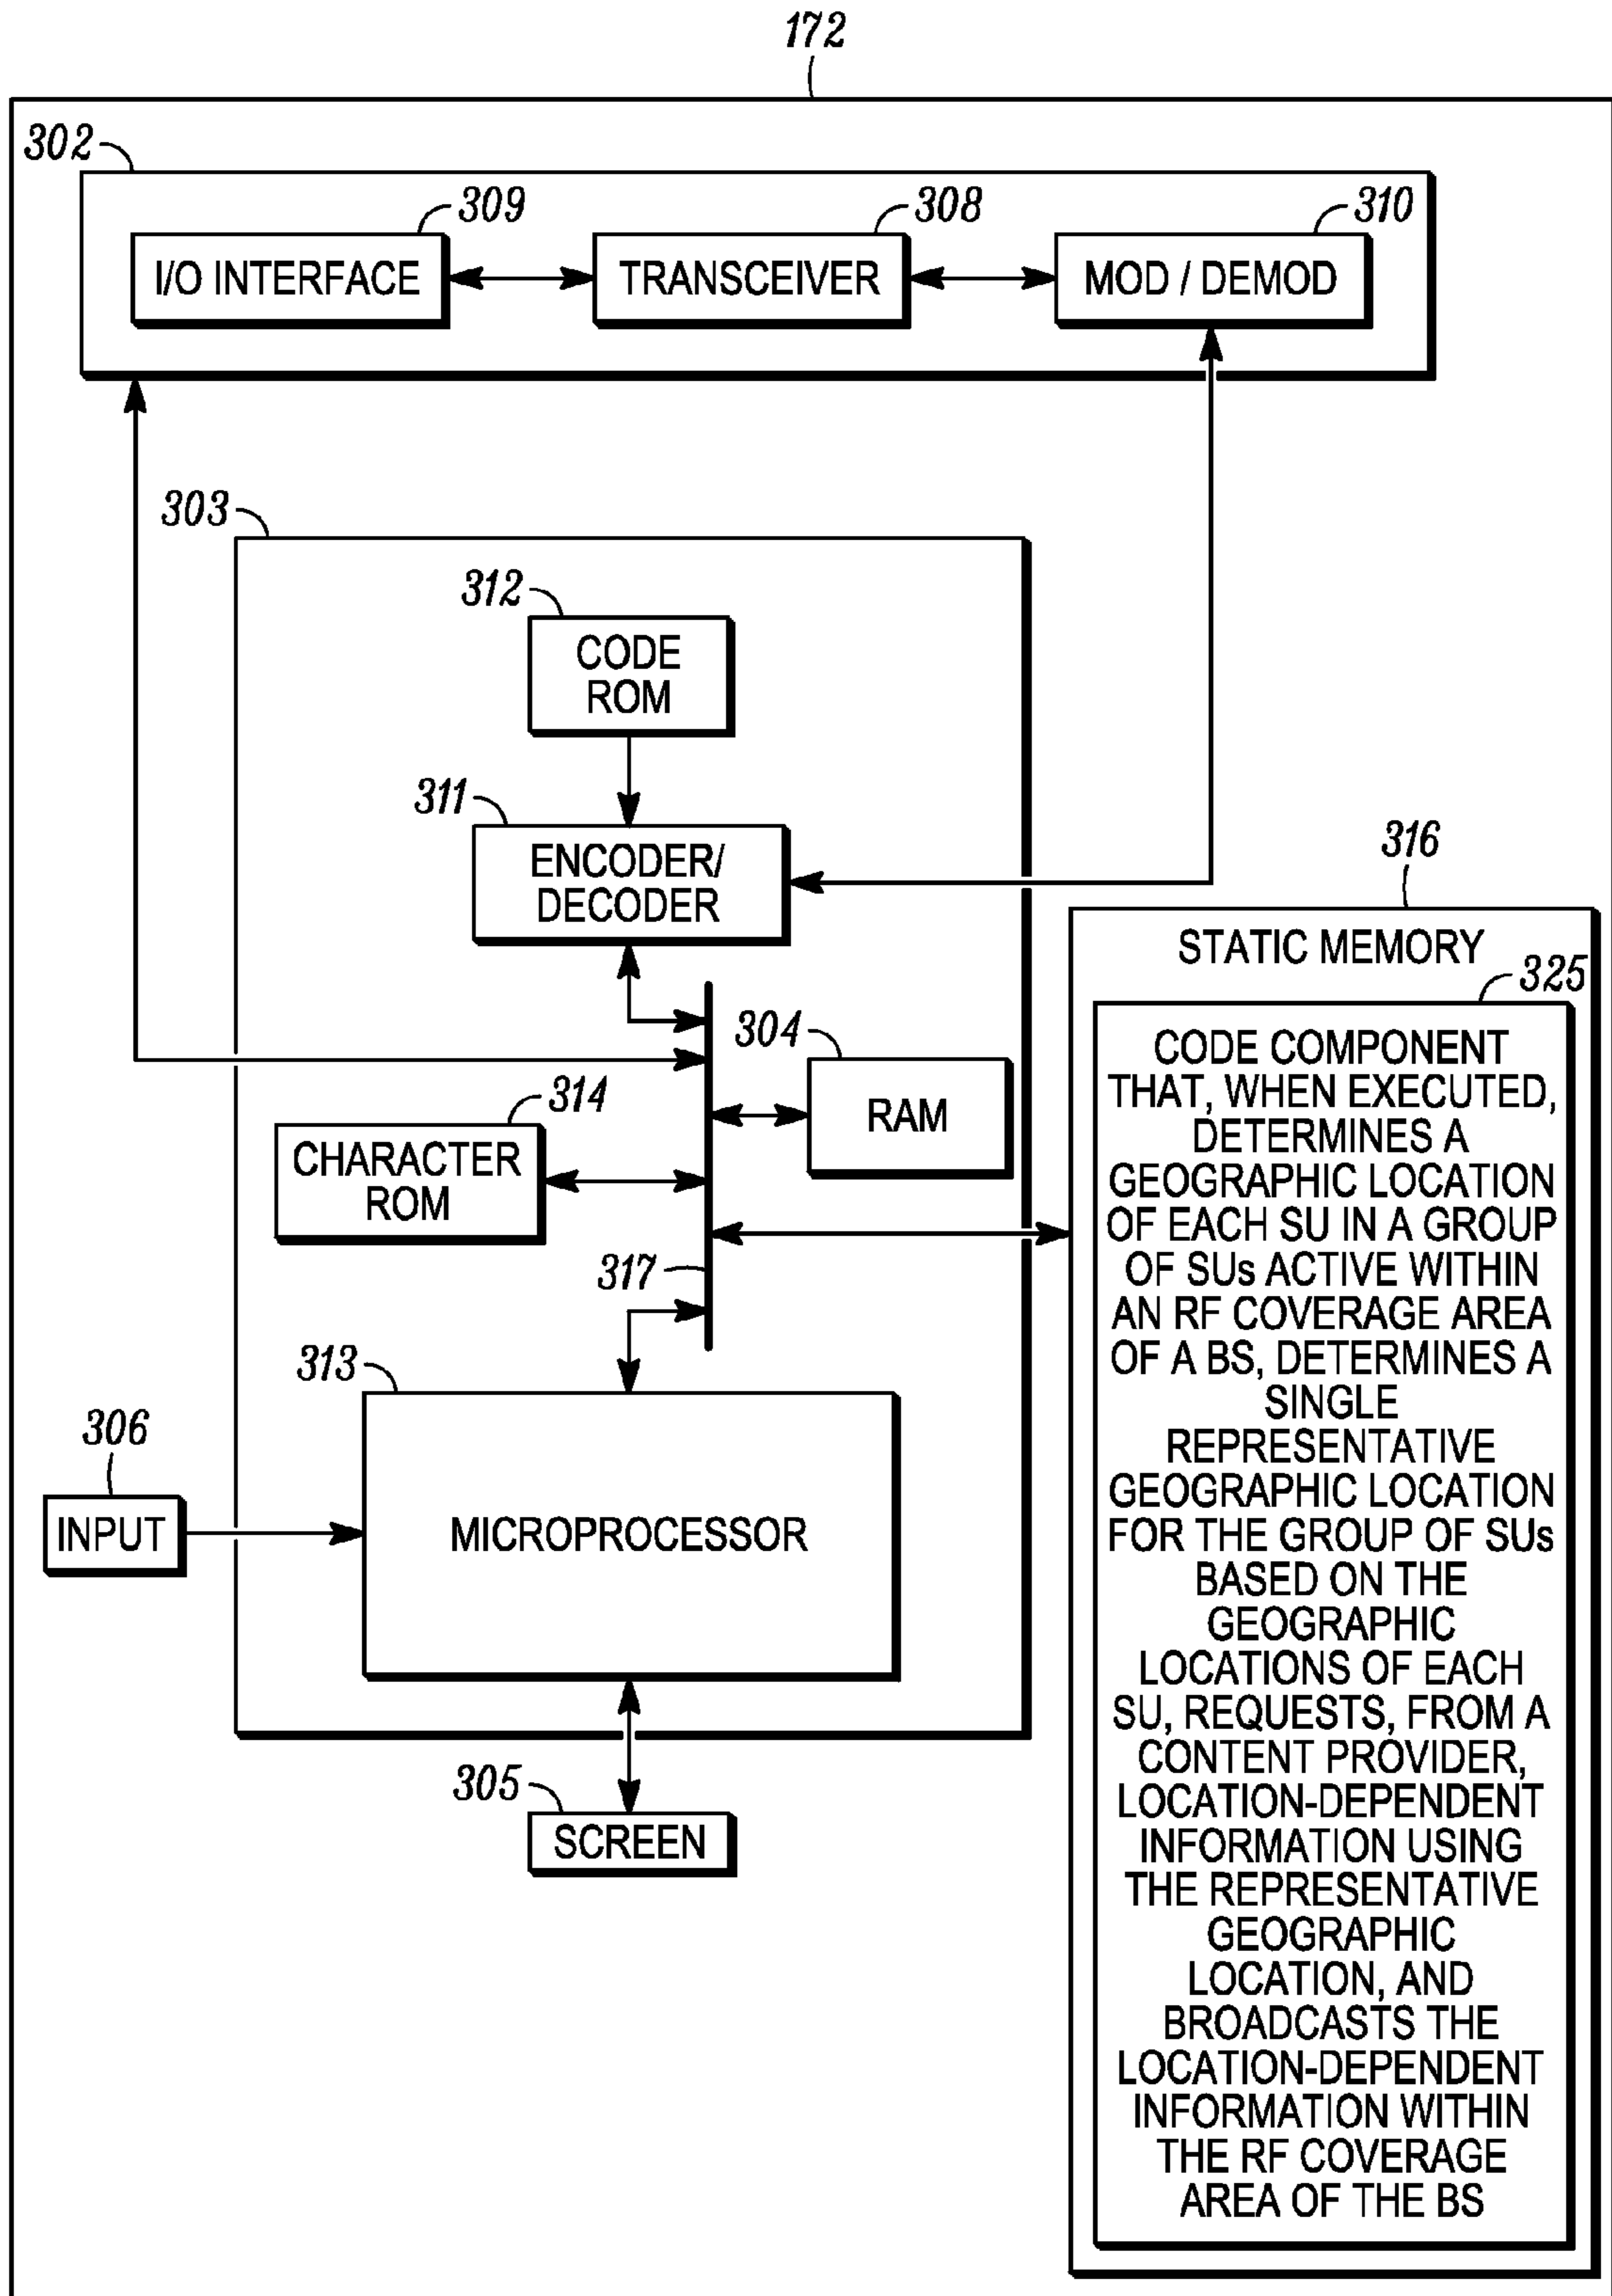 172
302
309
308
310
I/O INTERFACE
TRANSCEIVER
MOD / DEMOD
303
312
CODE
ROM
311
ENCODER/
DECODER
316
STATIC MEMORY
325
304
RAM
314
CHARACTER
ROM
317
313
MICROPROCESSOR
306
INPUT
305
SCREEN
CODE COMPONENT
THAT, WHEN EXECUTED,
DETERMINES A
GEOGRAPHIC LOCATION
OF EACH SU IN A GROUP
OF SUs ACTIVE WITHIN
AN RF COVERAGE AREA
OF A BS, DETERMINES A
SINGLE
REPRESENTATIVE
GEOGRAPHIC LOCATION
FOR THE GROUP OF SUs
BASED ON THE
GEOGRAPHIC
LOCATIONS OF EACH
SU, REQUESTS, FROM A
CONTENT PROVIDER,
LOCATION-DEPENDENT
INFORMATION USING
THE REPRESENTATIVE
GEOGRAPHIC
LOCATION, AND
BROADCASTS THE
LOCATION-DEPENDENT
INFORMATION WITHIN
THE RF COVERAGE
AREA OF THE BS